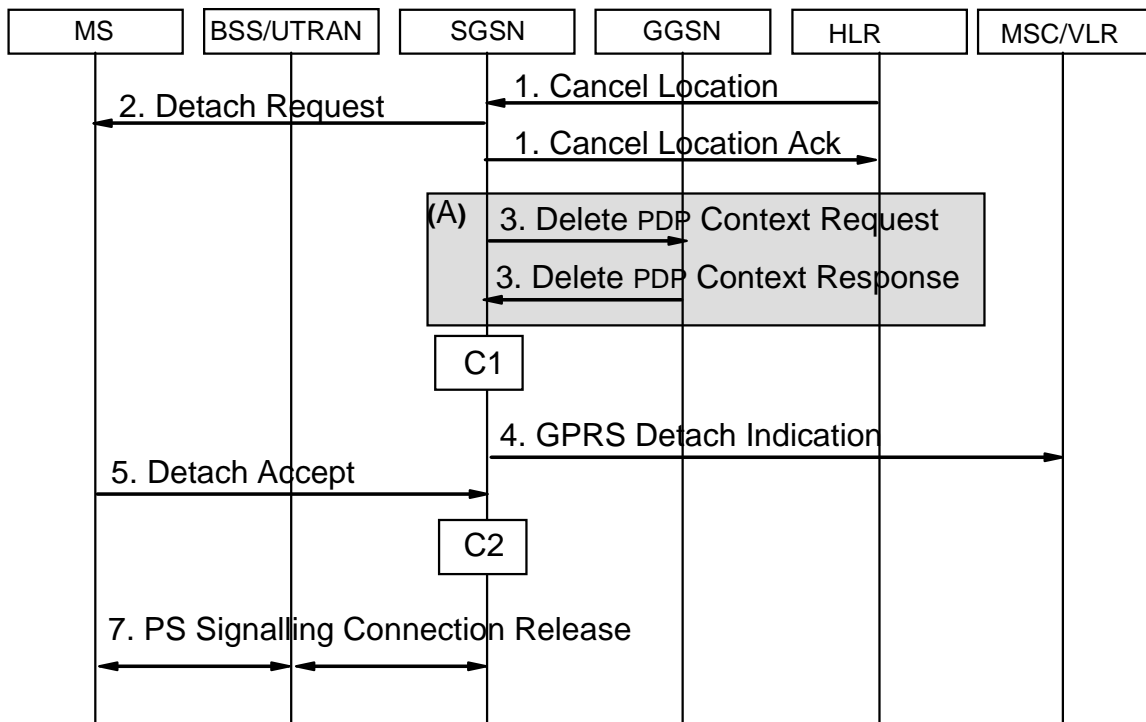 MS BSS/UTRAN SGSN GGSN HLR MSC/VLR
1. Cancel Location
2. Detach Request
1. Cancel Location Ack
(A)
3. Delete PDP Context Request
3. Delete PDP Context Response
C1
4. GPRS Detach Indication
5. Detach Accept
C2
7. PS Signalling Connection Release